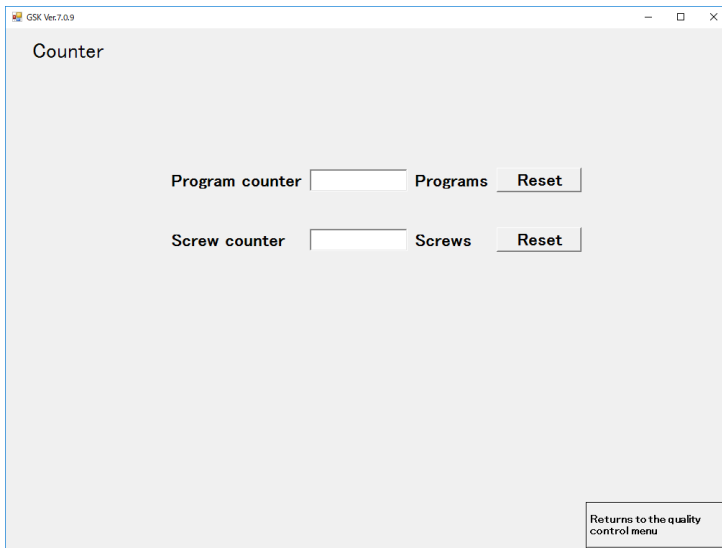 GSK Ver.7.0.9
Counter
Program counter Programs Reset
Screw counter Screws Reset
Returns to the quality
control menu